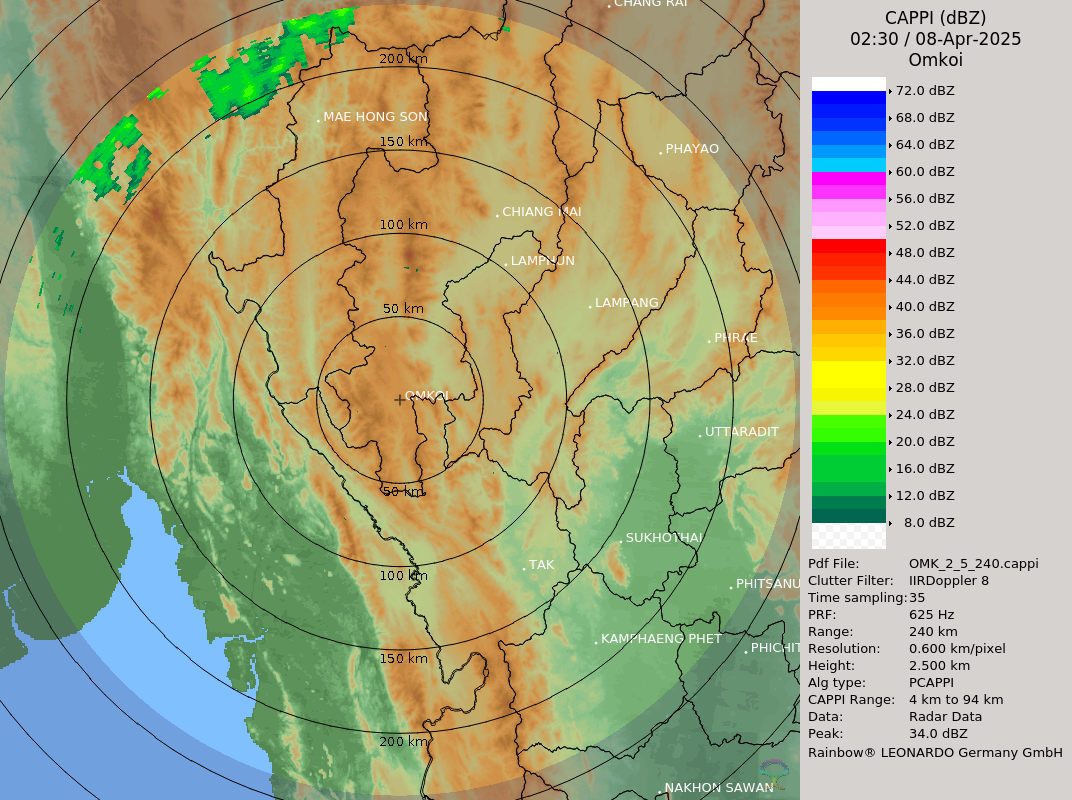 CHANG RAI
200 km
MAE HONG SON
150 km
PHAYAO
CHIANG MAI
100 km
LAMPHUN
LAMPANG
50 km
PHRAE
OMKOI
UTTARADIT
50 km
SUKHOTHAI
TAK
100 km
PHITSANU
KAMPHAENG PHET
PHICHIT
150 km
200 km
NAKHON SAWAN
CAPPI (dBZ)
02:30 / 08-Apr-2025
Omkoi
72.0 dBZ
68.0 dBZ
64.0 dBZ
60.0 dBZ
56.0 dBZ
52.0 dBZ
48.0 dBZ
44.0 dBZ
40.0 dBZ
36.0 dBZ
32.0 dBZ
28.0 dBZ
24.0 dBZ
20.0 dBZ
16.0 dBZ
12.0 dBZ
8.0 dBZ
Pdf File: OMK_2_5_240.cappi
Clutter Filter: IIRDoppler 8
Time sampling: 35
PRF: 625 Hz
Range: 240 km
Resolution: 0.600 km/pixel
Height: 2.500 km
Alg type: PCAPPI
CAPPI Range: 4 km to 94 km
Data: Radar Data
Peak: 34.0 dBZ
Rainbow® LEONARDO Germany GmbH